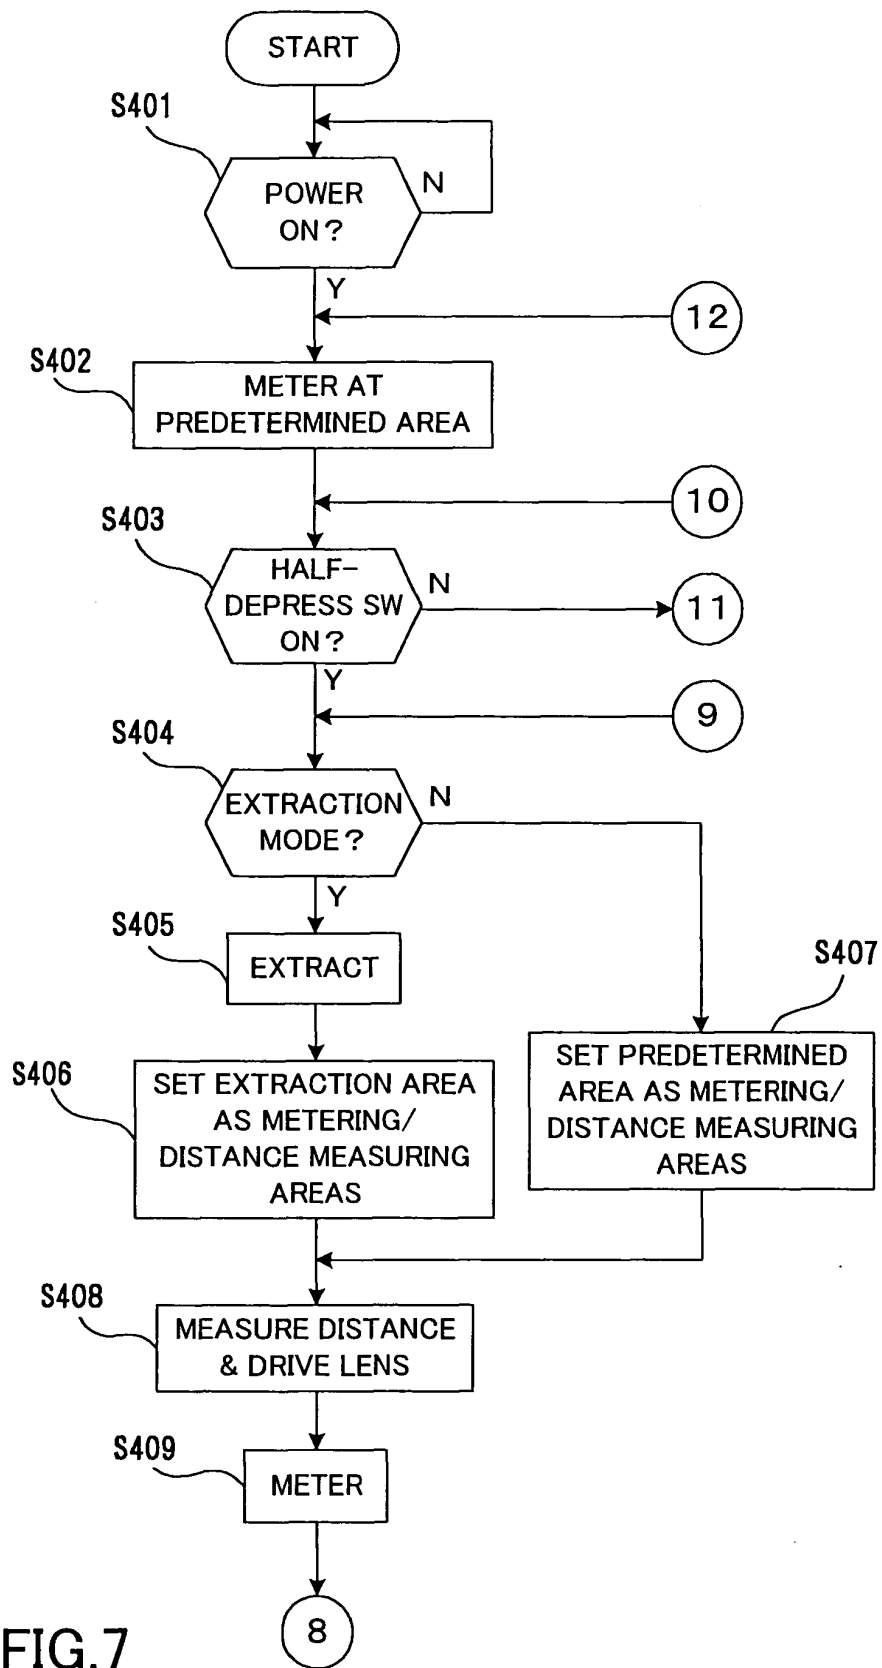 START
S401
POWER
ON?
N
Y
12
S402
METER AT
PREDETERMINED AREA
10
S403
HALF-
DEPRESS SW
ON?
N
11
Y
9
S404
EXTRACTION
MODE?
N
Y
S405
EXTRACT
S407
SET PREDETERMINED
AREA AS METERING/
DISTANCE MEASURING
AREAS
S406
SET EXTRACTION AREA
AS METERING/
DISTANCE MEASURING
AREAS
S408
MEASURE DISTANCE
& DRIVE LENS
S409
METER
8
FIG.7